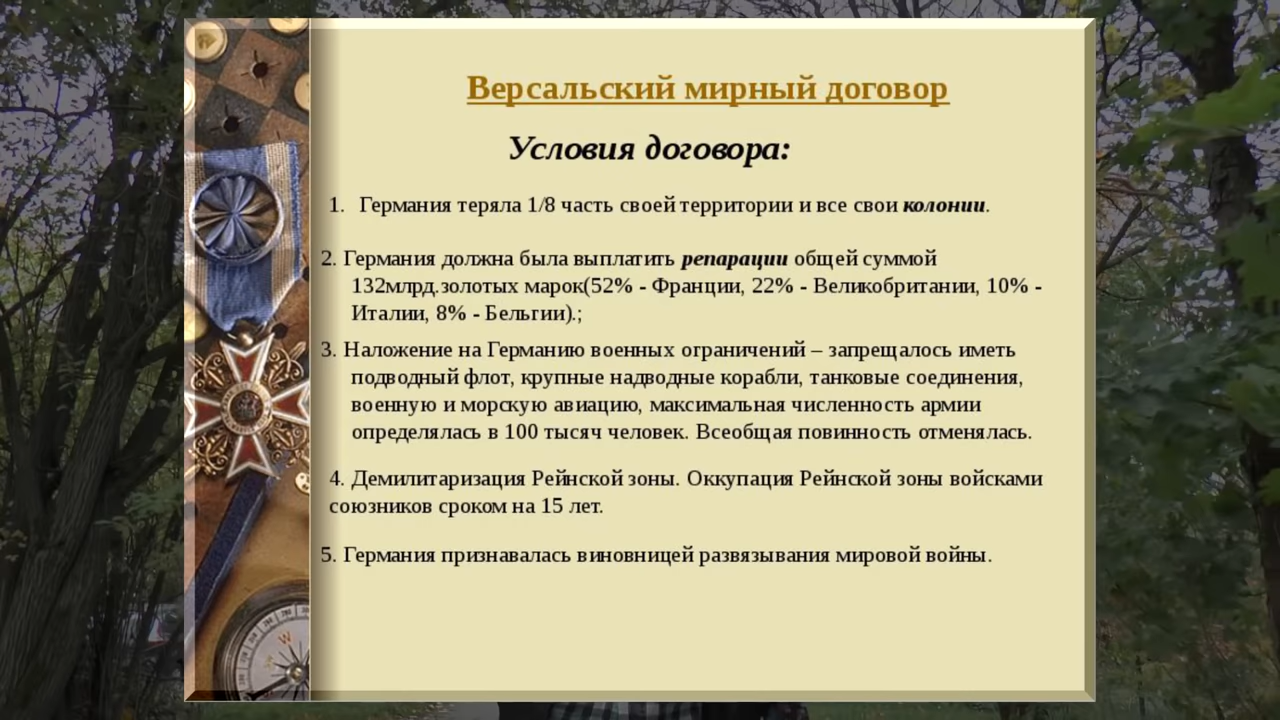 Версальский мирный договор
Условия договора:
1. Германия теряла 1/8 часть своей территории и все свои колонии.
2. Германия должна была выплатить репарации общей суммой
132млрд.золотых марок(52% - Франции, 22% - Великобритании, 10% -
Италии, 8% - Бельгии).;
3. Наложение на Германию военных ограничений – запрещалось иметь
подводный флот, крупные надводные корабли, танковые соединения,
военную и морскую авиацию, максимальная численность армии
определялась в 100 тысяч человек. Всеобщая повинность отменялась.
4. Демилитаризация Рейнской зоны. Оккупация Рейнской зоны войсками
союзников сроком на 15 лет.
5. Германия признавалась виновницей развязывания мировой войны.